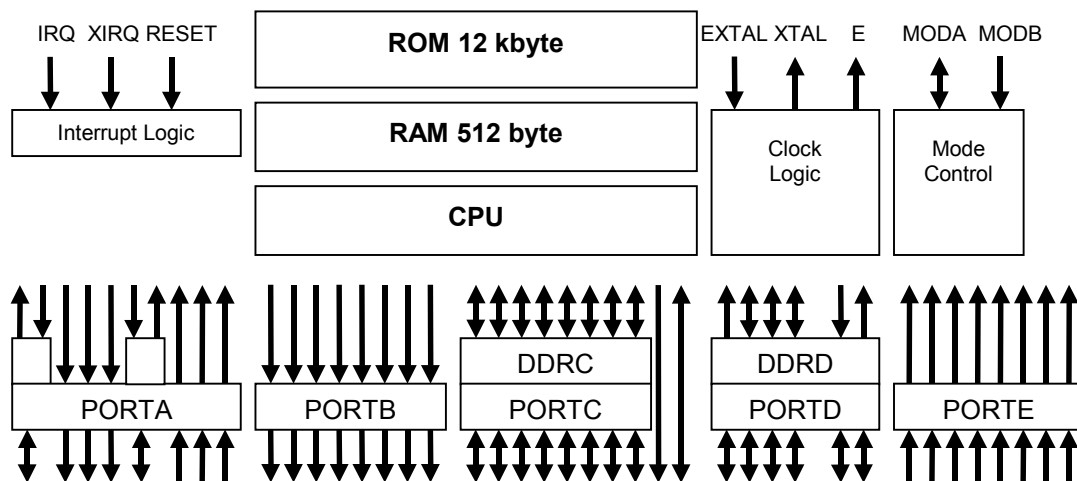 IRQ XIRQ RESET
ROM 12 kbyte
EXTAL XTAL E
MODA MODB
Interrupt Logic
RAM 512 byte
Clock
Logic
Mode
Control
CPU
DDRC
DDRD
PORTA
PORTB
PORTC
PORTD
PORTE